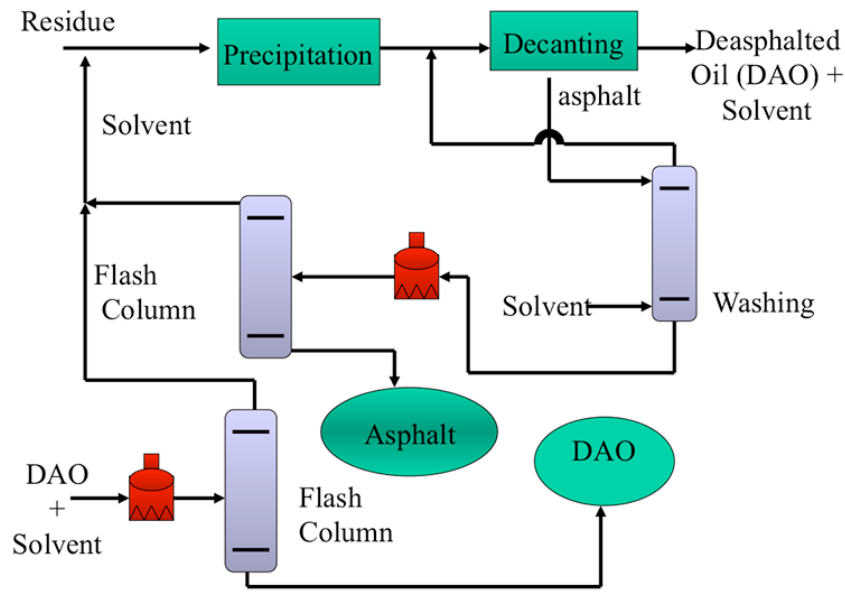 Residue
Precipitation
Decanting
Deasphalted
Oil (DAO) +
Solvent
asphalt
Solvent
Flash
Column
Solvent
Washing
Asphalt
DAO
DAO
+
Solvent
Flash
Column